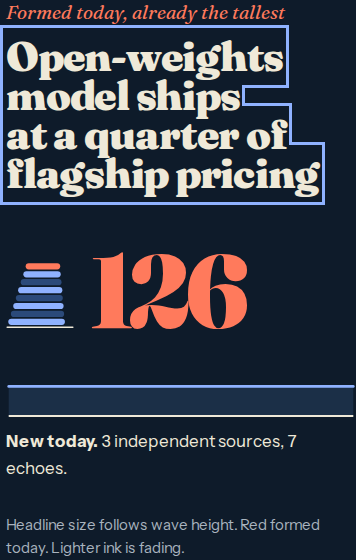 Formed today, already the tallest
Open-weights
model ships
at a quarter of
flagship pricing
126
New today. 3 independent sources, 7
echoes.
Headline size follows wave height. Red formed
today. Lighter ink is fading.